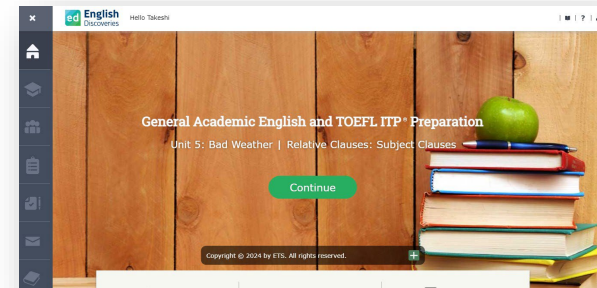 ed English
Discoveries
Hello Takeshi
?
General Academic English and TOEFL ITP® Preparation
Unit 5: Bad Weather | Relative Clauses: Subject Clauses
Continue
Copyright © 2024 by ETS. All rights reserved.